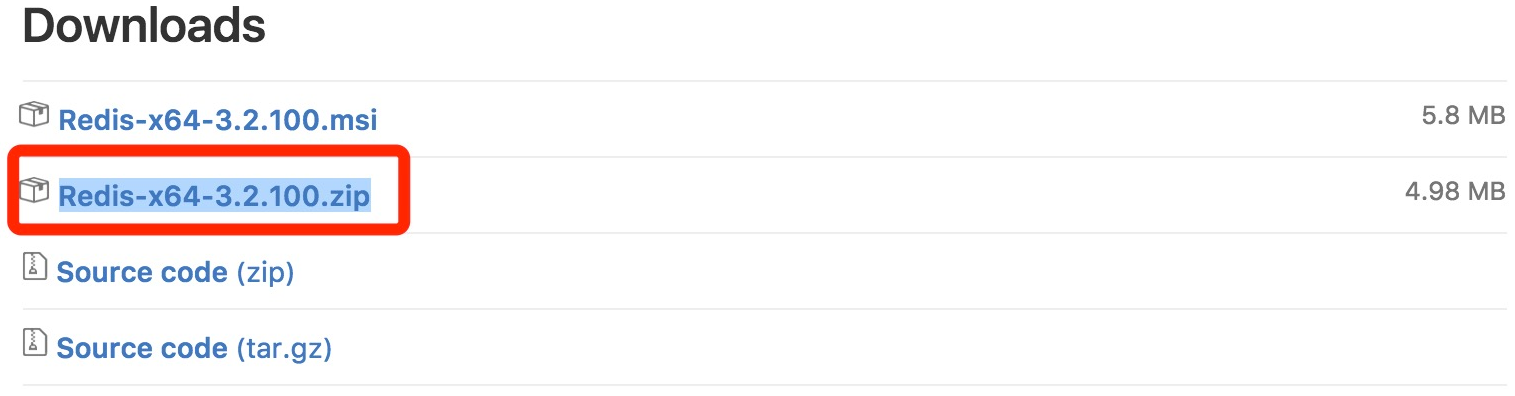 Downloads
Redis-x64-3.2.100.msi 5.8 MB
Redis-x64-3.2.100.zip 4.98 MB
Source code (zip)
Source code (tar.gz)